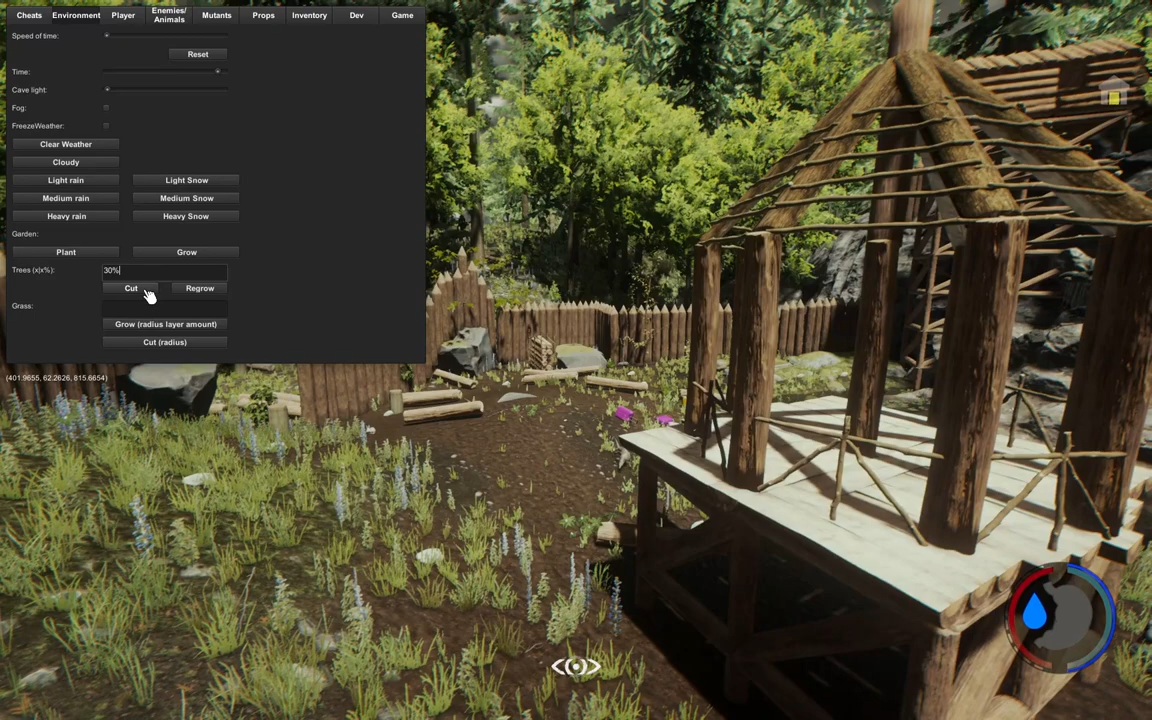 Cheats Environment Player Enemies/ Animals Mutants Props Inventory Dev Game
Speed of time:
Reset
Time:
Cave light:
Fog:
FreezeWeather:
Clear Weather
Cloudy
Light rain Light Snow
Medium rain Medium Snow
Heavy rain Heavy Snow
Garden:
Plant Grow
Trees (x|x%): 30%
Cut Regrow
Grass:
Grow (radius layer amount)
Cut (radius)
(401.9655, 62.2626, 815.6654)